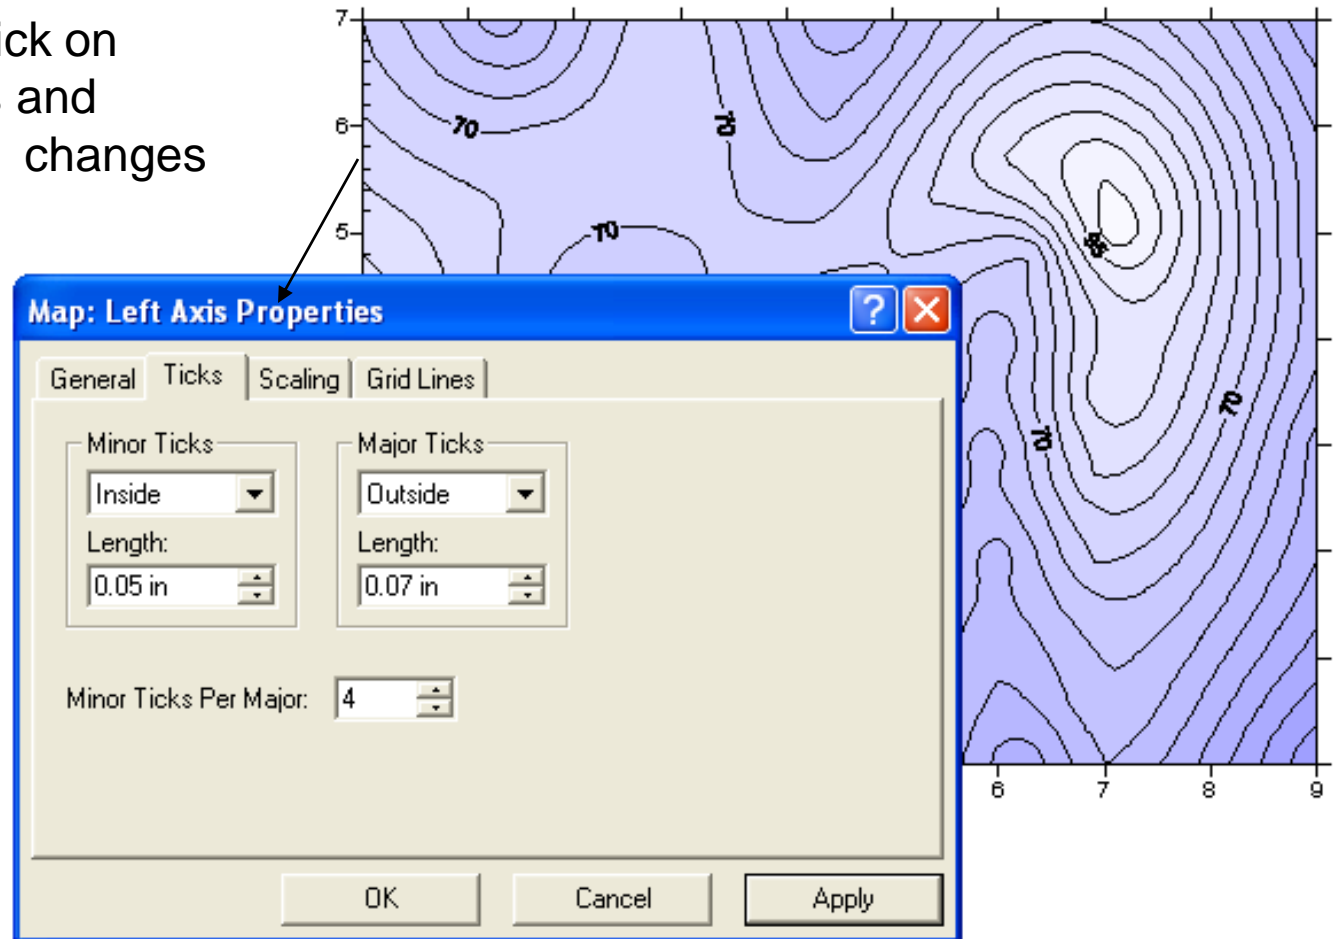 ick on
and
changes
7
6
5
70
70
70
85
70
70
6 7 8 9
Map: Left Axis Properties
General Ticks Scaling Grid Lines
Minor Ticks Major Ticks
Inside Outside
Length: Length:
0.05 in 0.07 in
Minor Ticks Per Major: 4
OK Cancel Apply